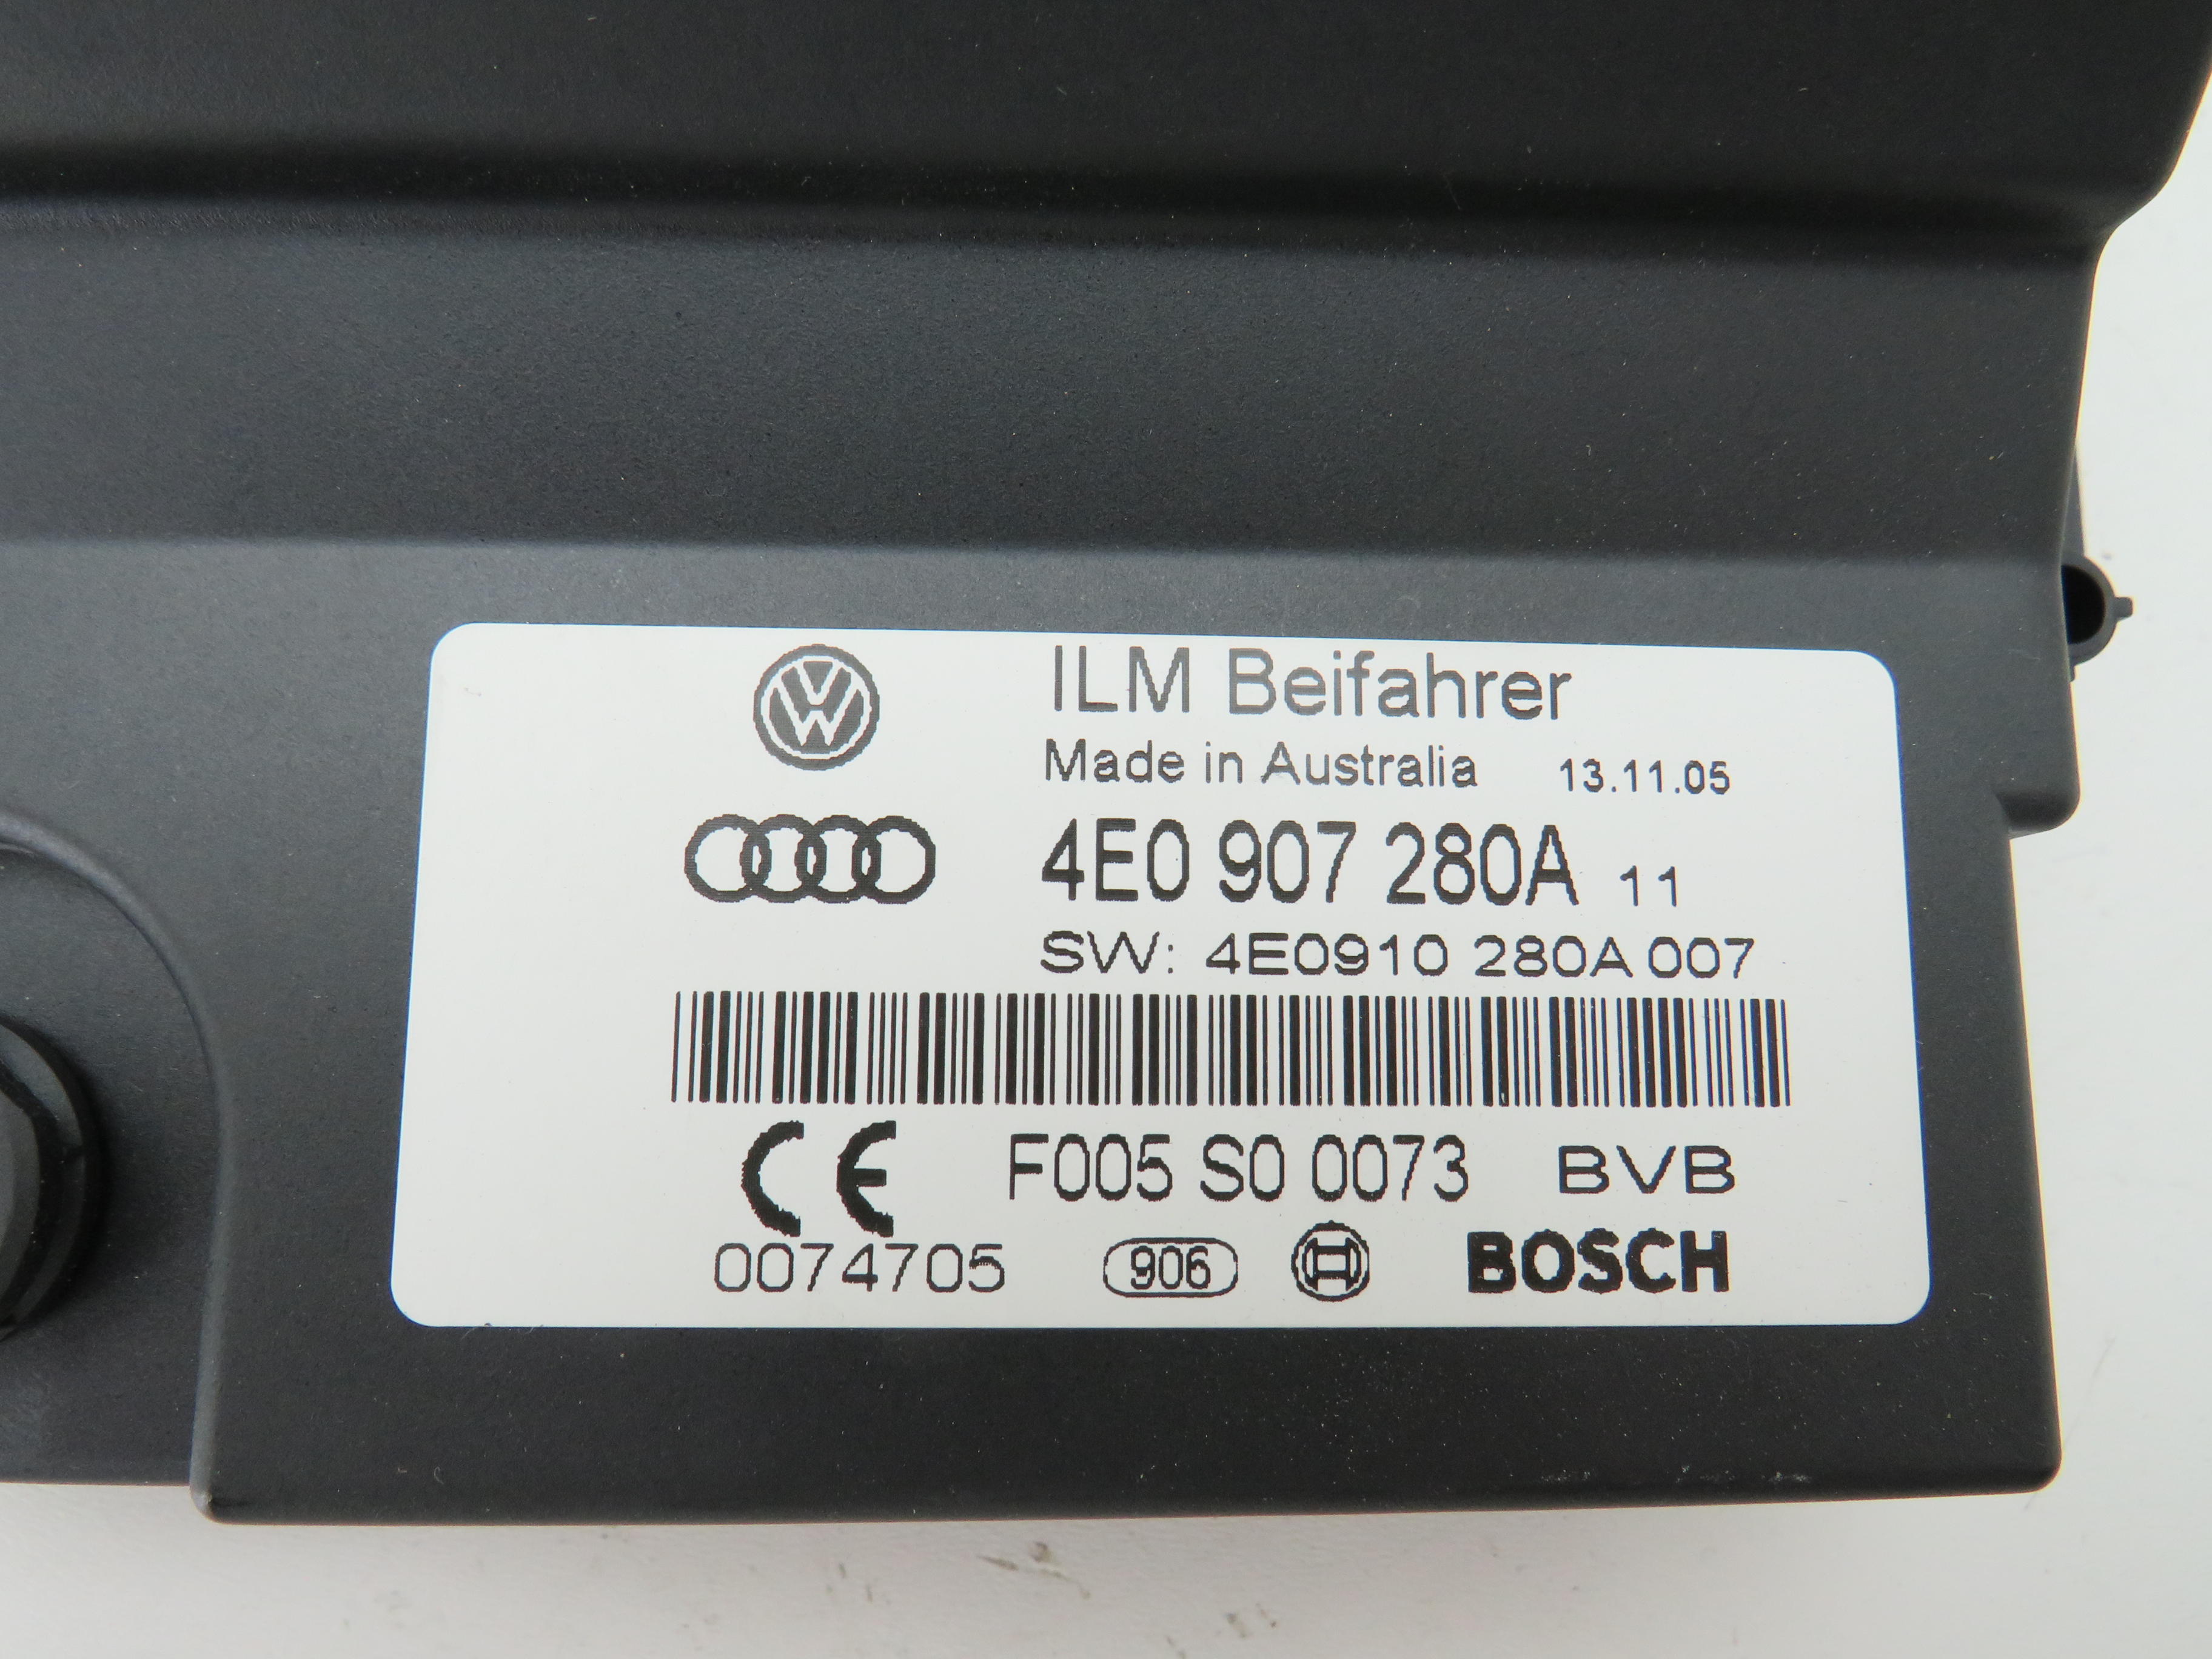 ILM Beifahrer
Made in Australia 13.11.05
4E0 907 280A 11
SW: 4E0910 280A 007
CE F005 S0 0073 BVB
0074705 906 BOSCH